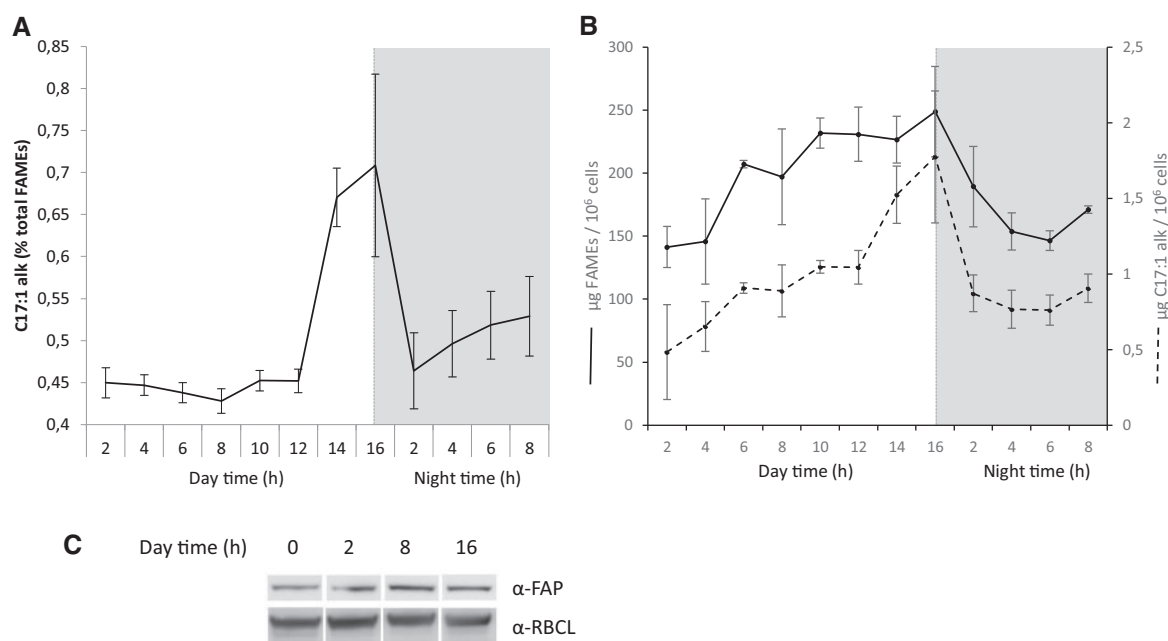 A
0,85
0,8
0,75
0,7
0,65
0,6
0,55
0,5
0,45
0,4
C17:1 alk (% total FAMEs)
2 4 6 8 10 12 14 16 2 4 6 8
Day time (h) Night time (h)
B
300
250
200
150
100
50
0
µg FAMEs / 10⁶ cells
2,5
2
1,5
1
0,5
0
µg C17:1 alk / 10⁶ cells
2 4 6 8 10 12 14 16 2 4 6 8
Day time (h) Night time (h)
C
Day time (h) 0 2 8 16
α-FAP
α-RBCL